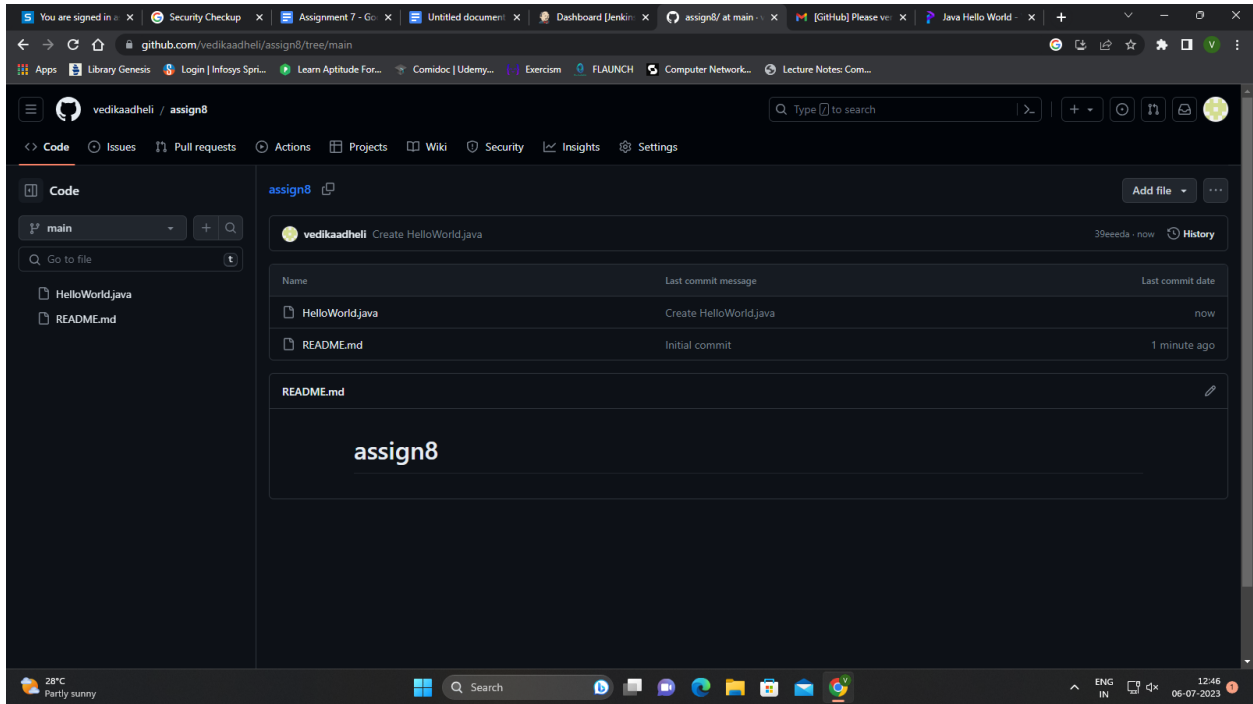 You are signed in a
Security Checkup
Assignment 7 - Go
Untitled document
Dashboard [Jenkin
assign8/ at main · v
[GitHub] Please ve
Java Hello World -
github.com/vedikaadheli/assign8/tree/main
Apps
Library Genesis
Login | Infosys Spri...
Learn Aptitude For...
Comidoc | Udemy...
Exercism
FLAUNCH
Computer Network...
Lecture Notes: Com...
V
vedikaadheli / assign8
Type / to search
Code
Issues
Pull requests
Actions
Projects
Wiki
Security
Insights
Settings
Code
main
Go to file
t
HelloWorld.java
README.md
assign8
Add file
vedikaadheli Create HelloWorld.java
39eeeda · now
History
Name Last commit message Last commit date
HelloWorld.java Create HelloWorld.java now
README.md Initial commit 1 minute ago
README.md
assign8
28°C
Partly sunny
Search
ENG
IN
12:46
06-07-2023
1